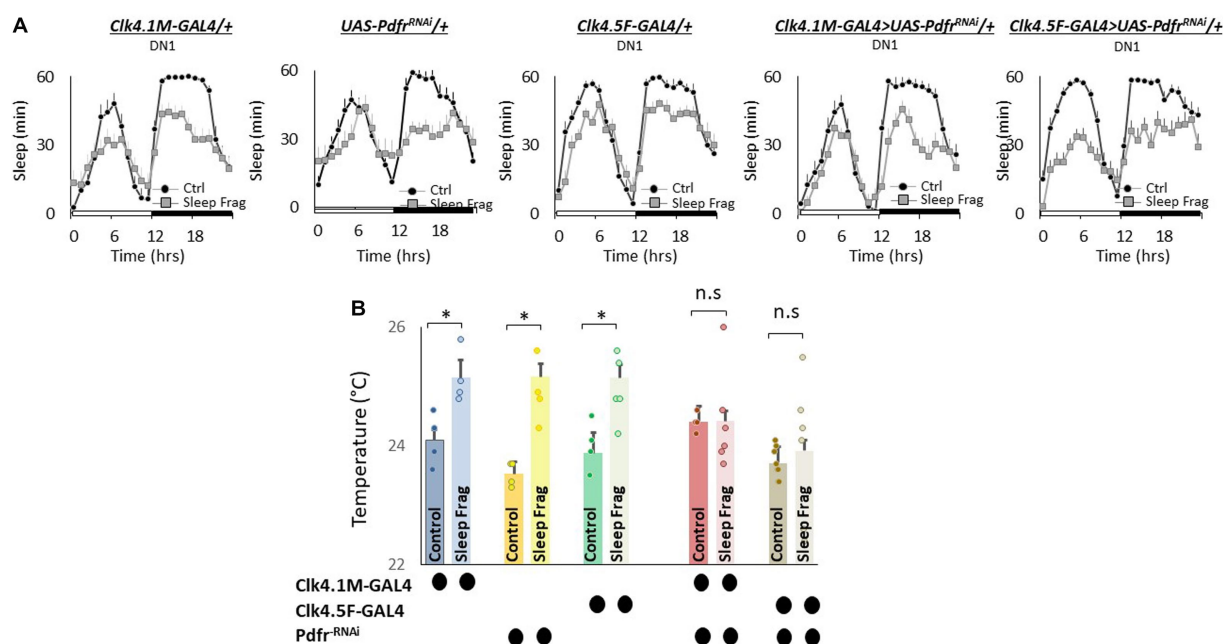 A
Clk4.1M-GAL4/+
DN1
UAS-Pdfr^RNAi/+
Clk4.5F-GAL4/+
DN1
Clk4.1M-GAL4>UAS-Pdfr^RNAi/+
DN1
Clk4.5F-GAL4>UAS-Pdfr^RNAi/+
DN1
Sleep (min)
60
30
0
Ctrl
Sleep Frag
0 6 12 18
Time (hrs)
Sleep (min)
60
30
0
Ctrl
Sleep Frag
0 6 12 18
Time (hrs)
Sleep (min)
60
30
0
Ctrl
Sleep Frag
0 6 12 18
Time (hrs)
Sleep (min)
60
30
0
Ctrl
Sleep Frag
0 6 12 18
Time (hrs)
Sleep (min)
60
30
0
Ctrl
Sleep Frag
0 6 12 18
Time (hrs)
B
Temperature (°C)
26
24
22
*
*
*
n.s
n.s
Control
Sleep Frag
Control
Sleep Frag
Control
Sleep Frag
Control
Sleep Frag
Control
Sleep Frag
Clk4.1M-GAL4
Clk4.5F-GAL4
Pdfr^-RNAi